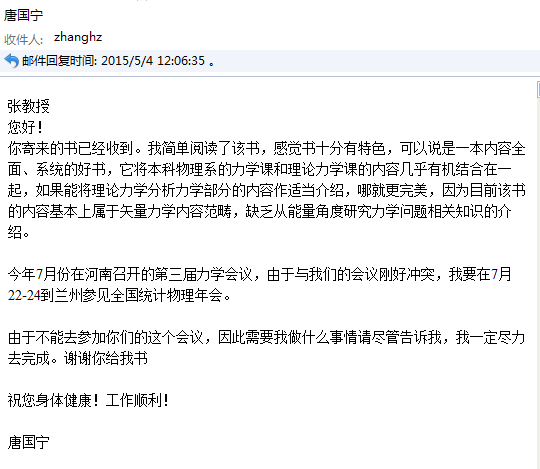 唐国宁
收件人: zhanghz
邮件回复时间: 2015/5/4 12:06:35 。
张教授
您好！
你寄来的书已经收到。我简单阅读了该书，感觉书十分有特色，可以说是一本内容全
面、系统的好书，它将本科物理系的力学课和理论力学课的内容几乎有机结合在一
起，如果能将理论力学分析力学部分的内容作适当介绍，哪就更完美，因为目前该书
的内容基本上属于矢量力学内容范畴，缺乏从能量角度研究力学问题相关知识的介
绍。
今年7月份在河南召开的第三届力学会议，由于与我们的会议刚好冲突，我要在7月
22-24到兰州参见全国统计物理年会。
由于不能去参加你们的这个会议，因此需要我做什么事情请尽管告诉我，我一定尽力
去完成。谢谢你给我书
祝您身体健康！工作顺利！
唐国宁